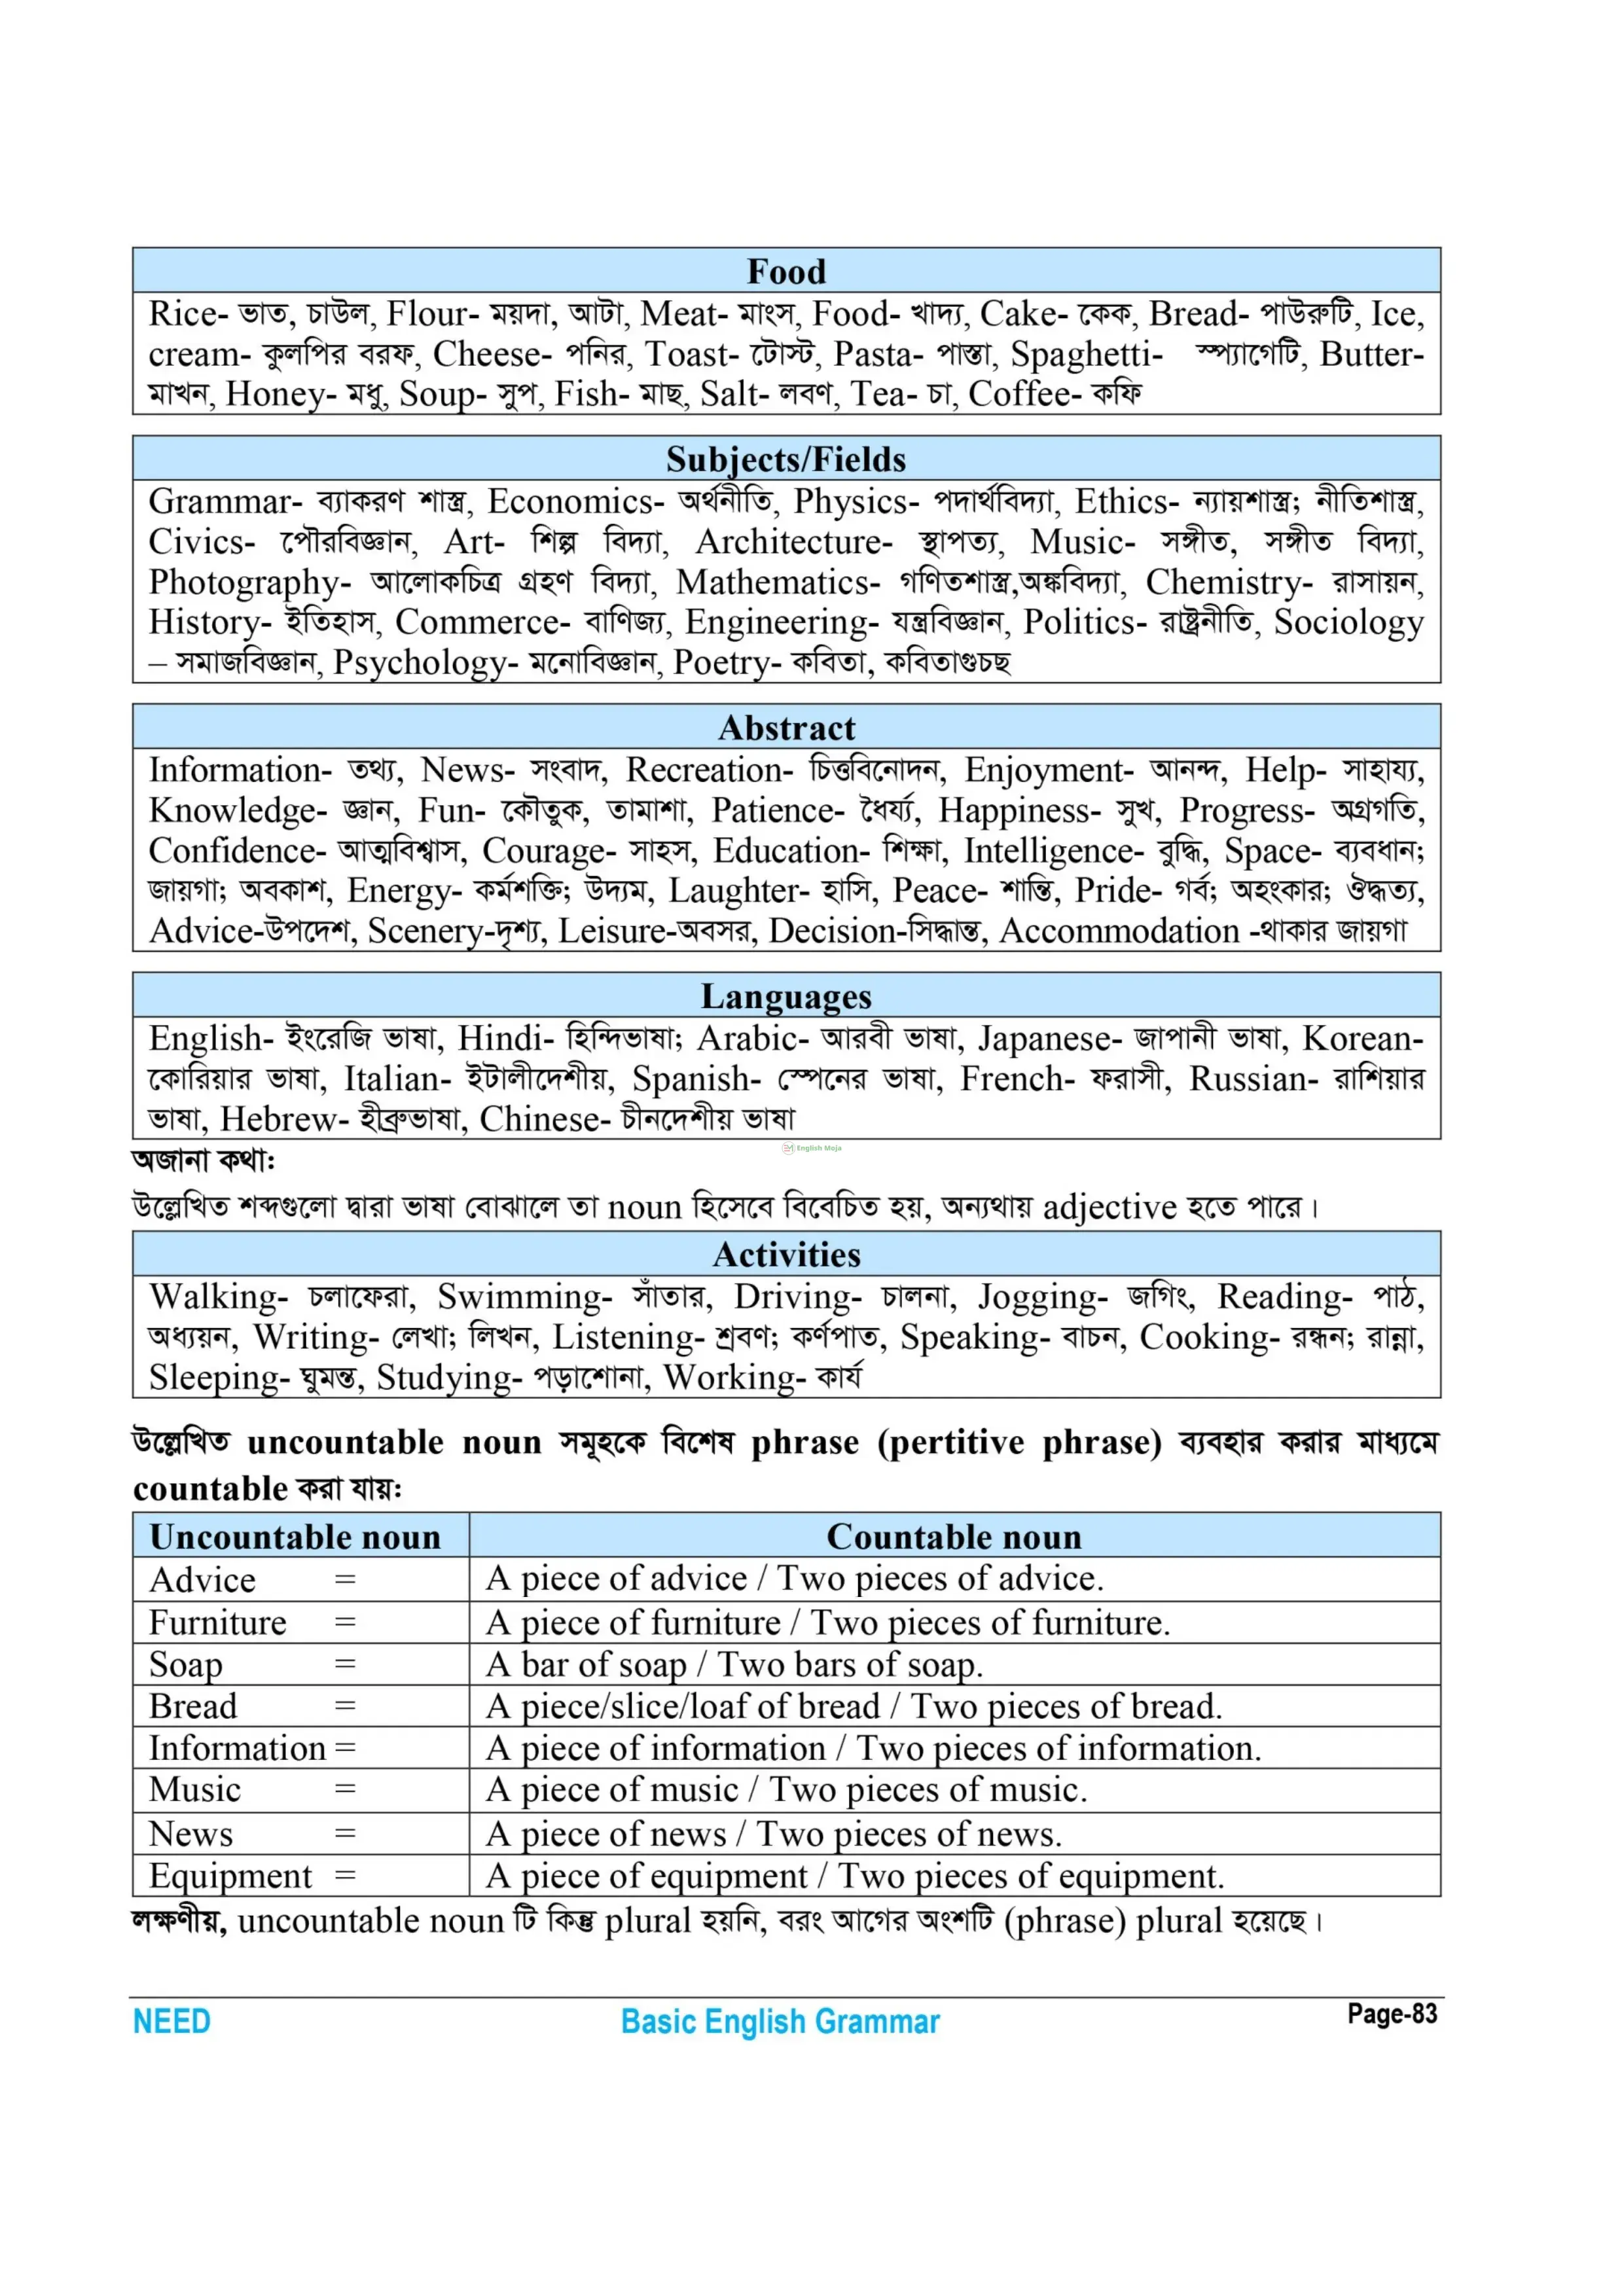 Food
Rice- ভাত, চাউল, Flour- ময়দা, আটা, Meat- মাংস, Food- খাদ্য, Cake- কেক, Bread- পাউরুটি, Ice,
cream- কুলপির বরফ, Cheese- পনির, Toast- টোস্ট, Pasta- পাস্তা, Spaghetti- স্প্যাগেটি, Butter-
মাখন, Honey- মধু, Soup- সুপ, Fish- মাছ, Salt- লবণ, Tea- চা, Coffee- কফি
Subjects/Fields
Grammar- ব্যাকরণ শাস্ত্র, Economics- অর্থনীতি, Physics- পদার্থবিদ্যা, Ethics- ন্যায়শাস্ত্র; নীতিশাস্ত্র,
Civics- পৌরবিজ্ঞান, Art- শিল্প বিদ্যা, Architecture- স্থাপত্য, Music- সঙ্গীত, সঙ্গীত বিদ্যা,
Photography- আলোকচিত্র গ্রহণ বিদ্যা, Mathematics- গণিতশাস্ত্র,অঙ্কবিদ্যা, Chemistry- রাসায়ন,
History- ইতিহাস, Commerce- বাণিজ্য, Engineering- যন্ত্রবিজ্ঞান, Politics- রাষ্ট্রনীতি, Sociology
– সমাজবিজ্ঞান, Psychology- মনোবিজ্ঞান, Poetry- কবিতা, কবিতাগুচছ
Abstract
Information- তথ্য, News- সংবাদ, Recreation- চিত্তবিনোদন, Enjoyment- আনন্দ, Help- সাহায্য,
Knowledge- জ্ঞান, Fun- কৌতুক, তামাশা, Patience- ধৈর্য্য, Happiness- সুখ, Progress- অগ্রগতি,
Confidence- আত্মবিশ্বাস, Courage- সাহস, Education- শিক্ষা, Intelligence- বুদ্ধি, Space- ব্যবধান;
জায়গা; অবকাশ, Energy- কর্মশক্তি; উদ্যম, Laughter- হাসি, Peace- শান্তি, Pride- গর্ব; অহংকার; ঔদ্ধত্য,
Advice-উপদেশ, Scenery-দৃশ্য, Leisure-অবসর, Decision-সিদ্ধান্ত, Accommodation -থাকার জায়গা
Languages
English- ইংরেজি ভাষা, Hindi- হিন্দিভাষা; Arabic- আরবী ভাষা, Japanese- জাপানী ভাষা, Korean-
কোরিয়ার ভাষা, Italian- ইটালীদেশীয়, Spanish- স্পেনের ভাষা, French- ফরাসী, Russian- রাশিয়ার
ভাষা, Hebrew- হীব্রুভাষা, Chinese- চীনদেশীয় ভাষা
English Moja
অজানা কথা:
উল্লেখিত শব্দগুলো দ্বারা ভাষা বোঝালে তা noun হিসেবে বিবেচিত হয়, অন্যথায় adjective হতে পারে।
Activities
Walking- চলাফেরা, Swimming- সাঁতার, Driving- চালনা, Jogging- জগিং, Reading- পাঠ,
অধ্যয়ন, Writing- লেখা; লিখন, Listening- শ্রবণ; কর্ণপাত, Speaking- বাচন, Cooking- রন্ধন; রান্না,
Sleeping- ঘুমন্ত, Studying- পড়াশোনা, Working- কার্য
উল্লেখিত uncountable noun সমূহকে বিশেষ phrase (pertitive phrase) ব্যবহার করার মাধ্যমে
countable করা যায়:
Uncountable noun Countable noun
Advice = A piece of advice / Two pieces of advice.
Furniture = A piece of furniture / Two pieces of furniture.
Soap = A bar of soap / Two bars of soap.
Bread = A piece/slice/loaf of bread / Two pieces of bread.
Information = A piece of information / Two pieces of information.
Music = A piece of music / Two pieces of music.
News = A piece of news / Two pieces of news.
Equipment = A piece of equipment / Two pieces of equipment.
লক্ষণীয়, uncountable noun টি কিন্তু plural হয়নি, বরং আগের অংশটি (phrase) plural হয়েছে।
NEED Basic English Grammar Page-83